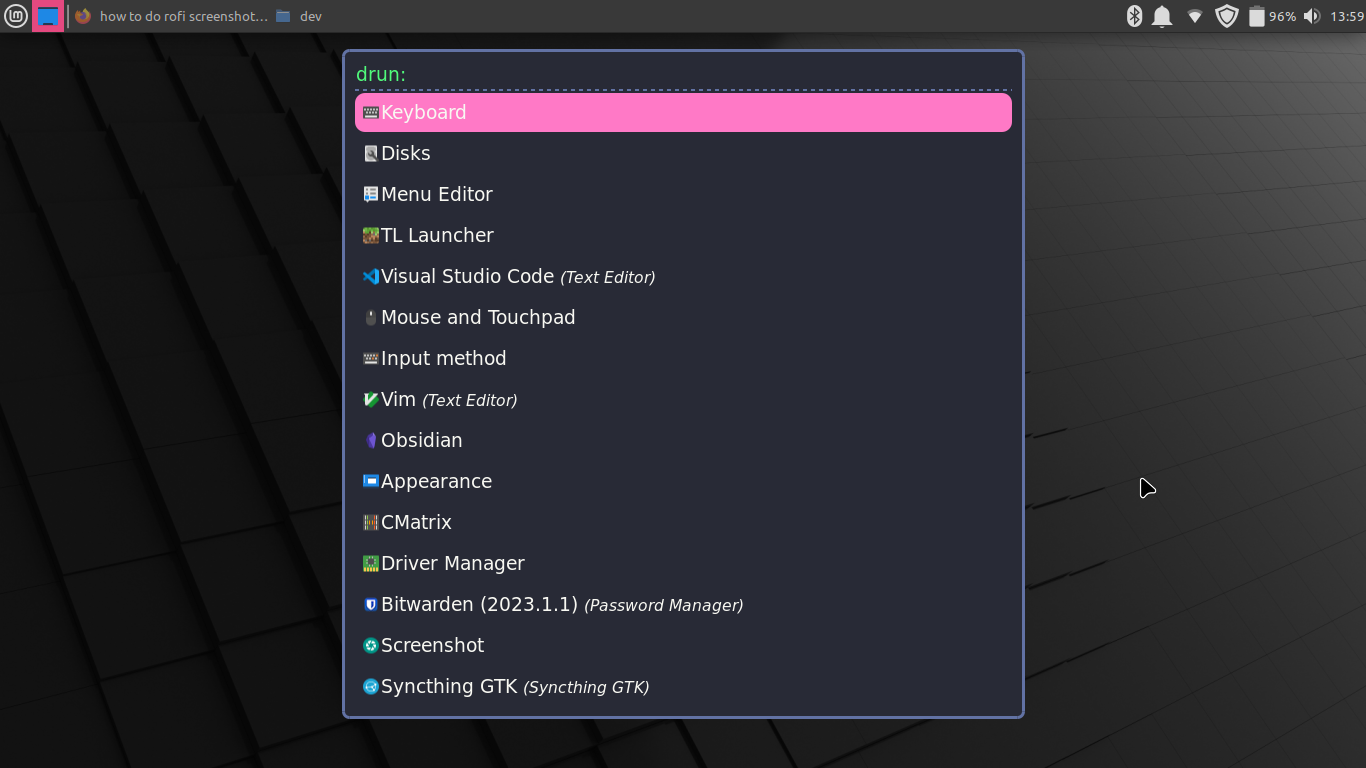 how to do rofi screenshot…
dev
96%
13:59
drun:
Keyboard
Disks
Menu Editor
TL Launcher
Visual Studio Code (Text Editor)
Mouse and Touchpad
Input method
Vim (Text Editor)
Obsidian
Appearance
CMatrix
Driver Manager
Bitwarden (2023.1.1) (Password Manager)
Screenshot
Syncthing GTK (Syncthing GTK)